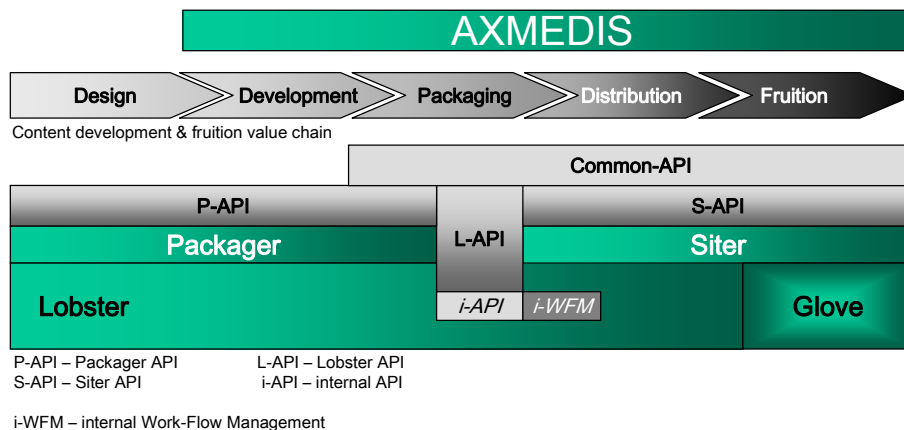 AXMEDIS
Design Development Packaging Distribution Fruition
Content development & fruition value chain
Common-API
P-API L-API S-API
Packager Siter
Lobster i-API i-WFM Glove
P-API – Packager API L-API – Lobster API
S-API – Siter API i-API – internal API
i-WFM – internal Work-Flow Management